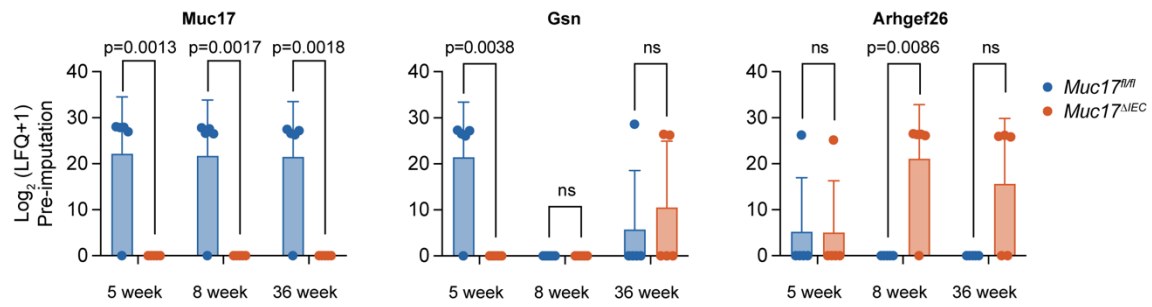 Muc17
Gsn
Arhgef26
p=0.0013 p=0.0017 p=0.0018
p=0.0038 ns ns
ns p=0.0086 ns
Log2 (LFQ+1)
Pre-imputation
40
30
20
10
0
5 week 8 week 36 week
40
30
20
10
0
5 week 8 week 36 week
40
30
20
10
0
5 week 8 week 36 week
Muc17fl/fl
Muc17ΔIEC